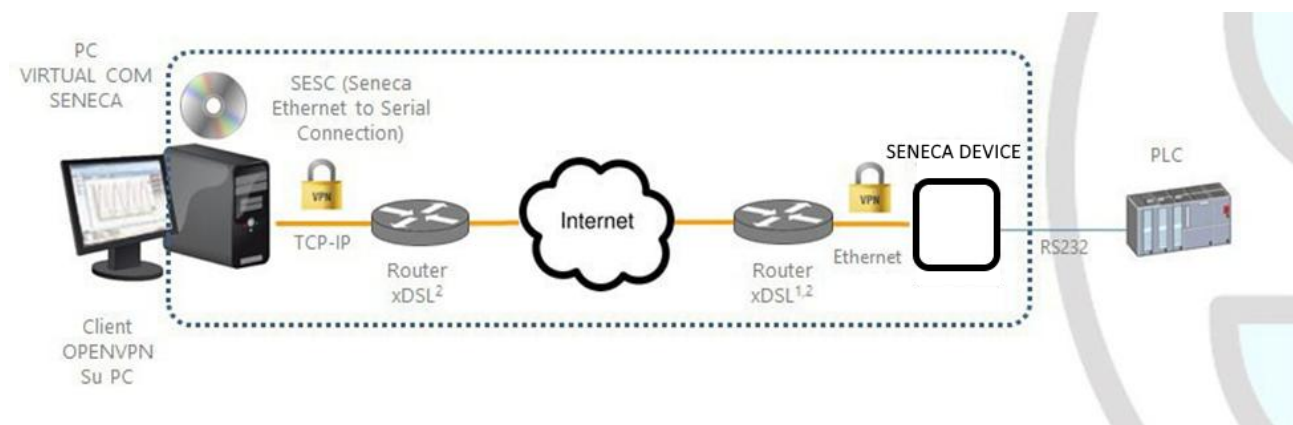 PC
VIRTUAL COM
SENECA
SESC (Seneca
Ethernet to Serial
Connection)
VPN
TCP-IP
Router
xDSL²
Internet
Router
xDSL¹,²
VPN
Ethernet
SENECA DEVICE
RS232
PLC
Client
OPENVPN
Su PC